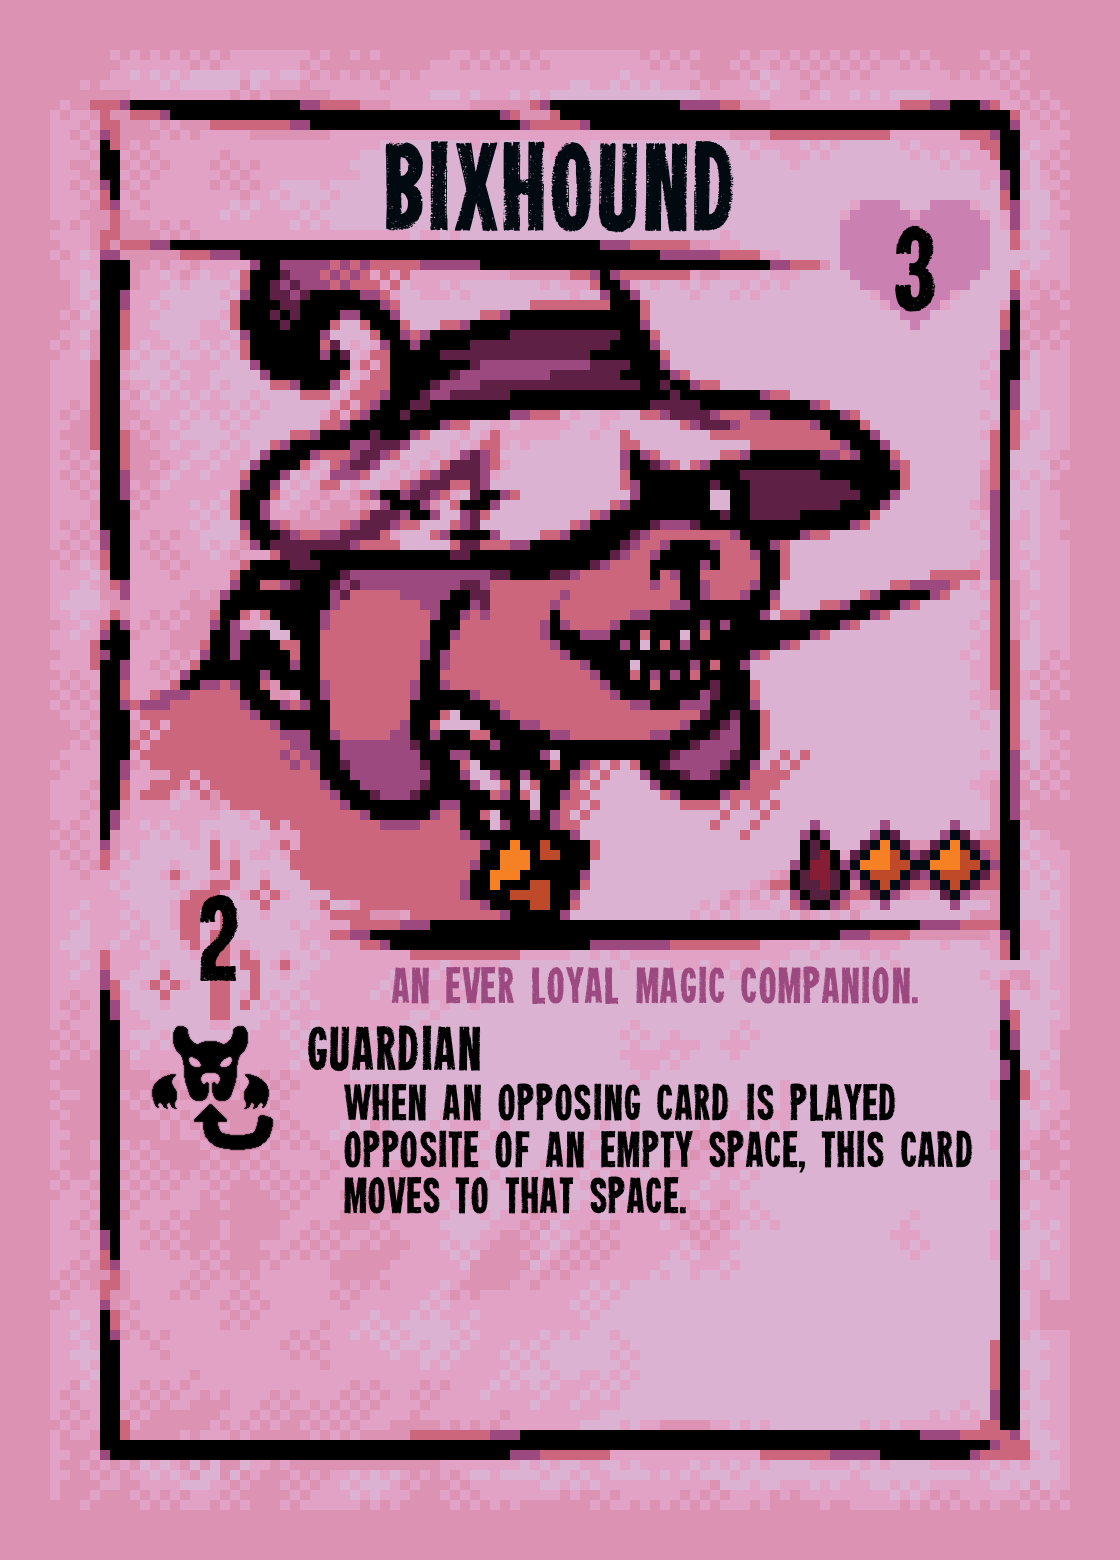 BIXHOUND
3
2
AN EVER LOYAL MAGIC COMPANION.
GUARDIAN
WHEN AN OPPOSING CARD IS PLAYED
OPPOSITE OF AN EMPTY SPACE, THIS CARD
MOVES TO THAT SPACE.